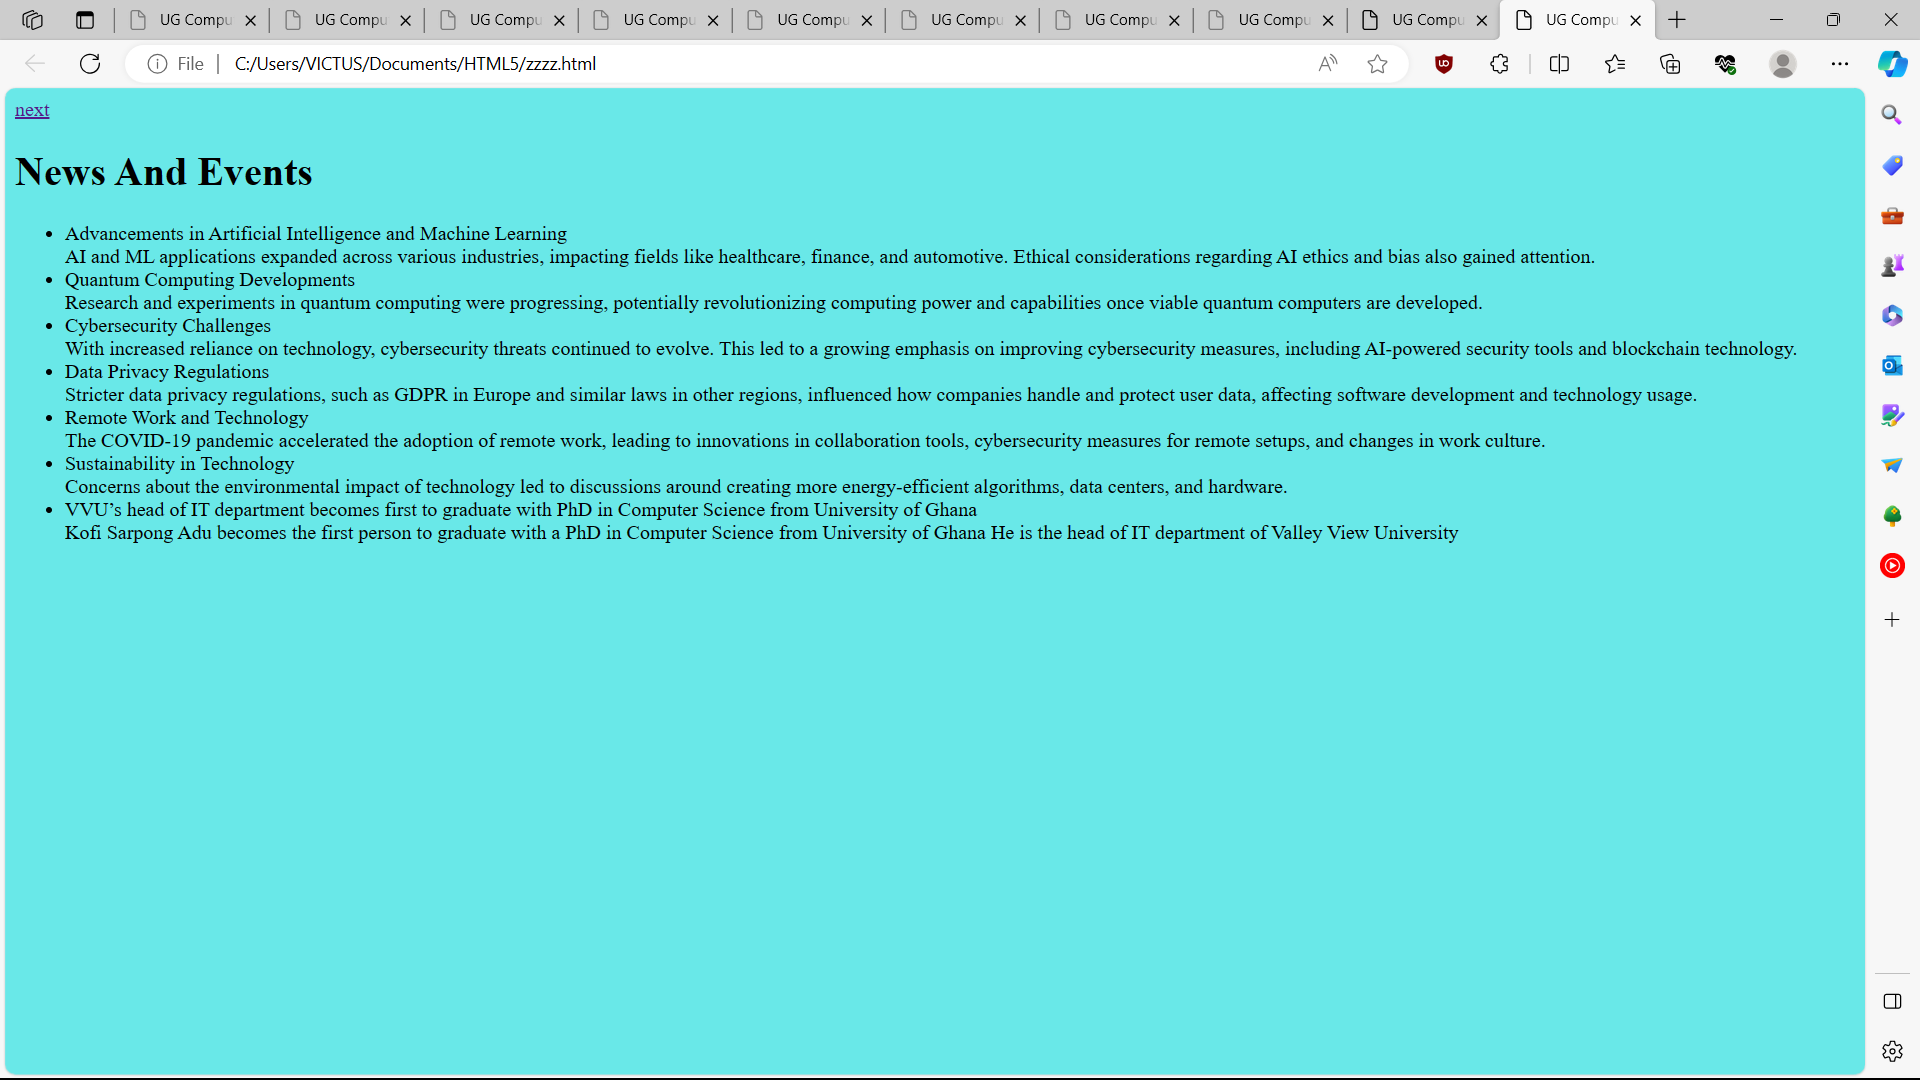 UG Compu UG Compu UG Compu UG Compu UG Compu UG Compu UG Compu UG Compu UG Compu UG Compu
File C:/Users/VICTUS/Documents/HTML5/zzzz.html
next
News And Events
• Advancements in Artificial Intelligence and Machine Learning
AI and ML applications expanded across various industries, impacting fields like healthcare, finance, and automotive. Ethical considerations regarding AI ethics and bias also gained attention.
• Quantum Computing Developments
Research and experiments in quantum computing were progressing, potentially revolutionizing computing power and capabilities once viable quantum computers are developed.
• Cybersecurity Challenges
With increased reliance on technology, cybersecurity threats continued to evolve. This led to a growing emphasis on improving cybersecurity measures, including AI-powered security tools and blockchain technology.
• Data Privacy Regulations
Stricter data privacy regulations, such as GDPR in Europe and similar laws in other regions, influenced how companies handle and protect user data, affecting software development and technology usage.
• Remote Work and Technology
The COVID-19 pandemic accelerated the adoption of remote work, leading to innovations in collaboration tools, cybersecurity measures for remote setups, and changes in work culture.
• Sustainability in Technology
Concerns about the environmental impact of technology led to discussions around creating more energy-efficient algorithms, data centers, and hardware.
• VVU’s head of IT department becomes first to graduate with PhD in Computer Science from University of Ghana
Kofi Sarpong Adu becomes the first person to graduate with a PhD in Computer Science from University of Ghana He is the head of IT department of Valley View University